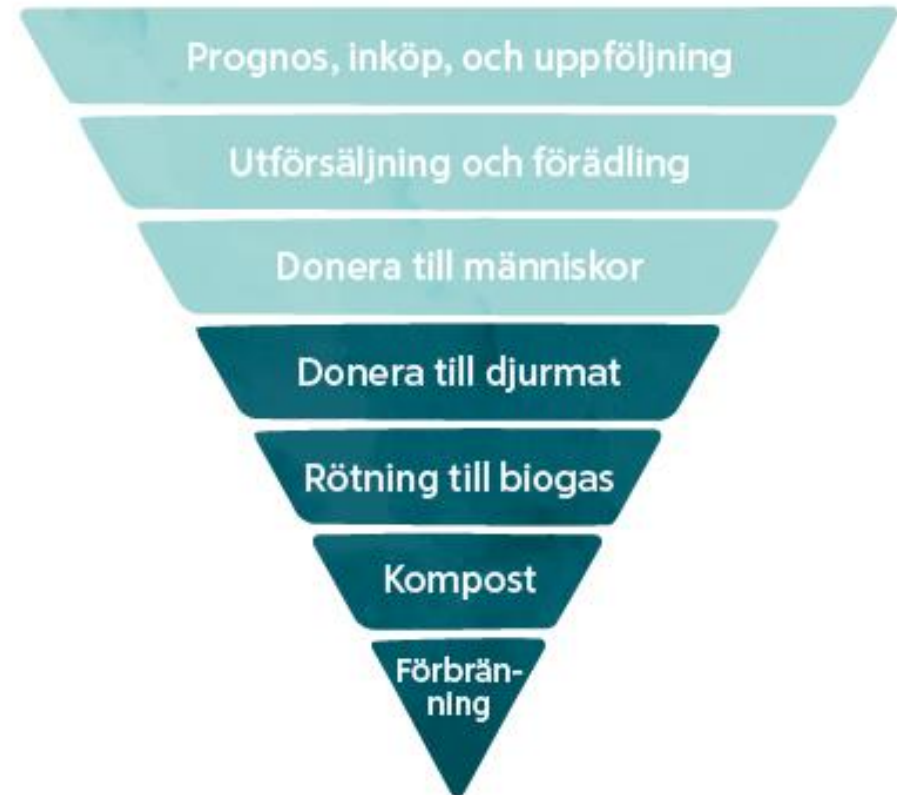 Prognos, inköp, och uppföljning
Utförsäljning och förädling
Donera till människor
Donera till djurmat
Rötning till biogas
Kompost
Förbrän-
ning